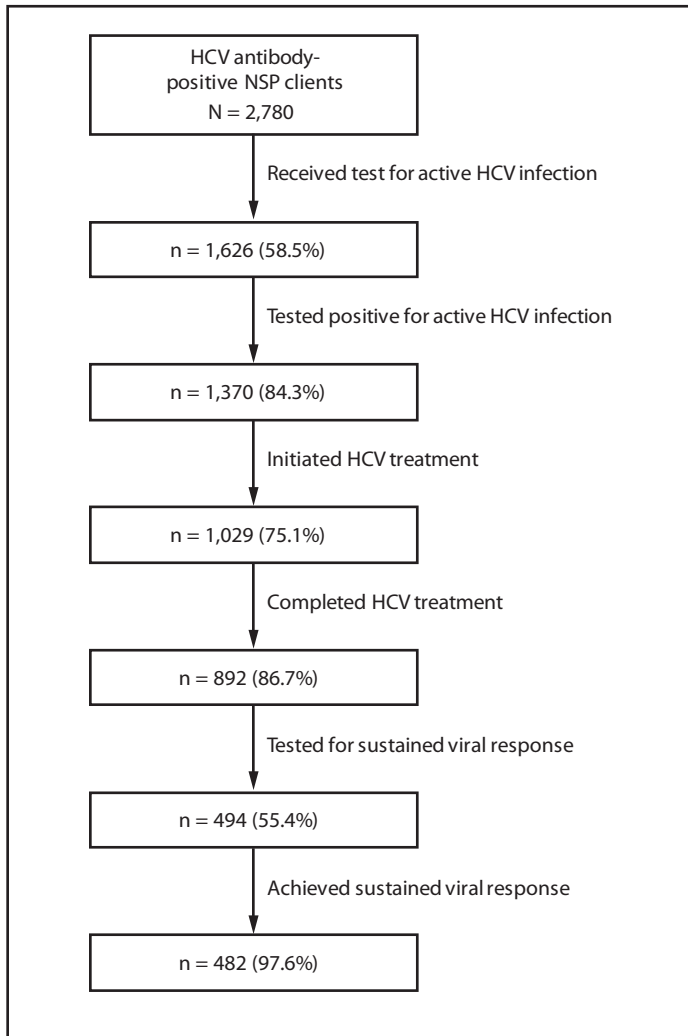 HCV antibody-
positive NSP clients
N = 2,780
Received test for active HCV infection
n = 1,626 (58.5%)
Tested positive for active HCV infection
n = 1,370 (84.3%)
Initiated HCV treatment
n = 1,029 (75.1%)
Completed HCV treatment
n = 892 (86.7%)
Tested for sustained viral response
n = 494 (55.4%)
Achieved sustained viral response
n = 482 (97.6%)